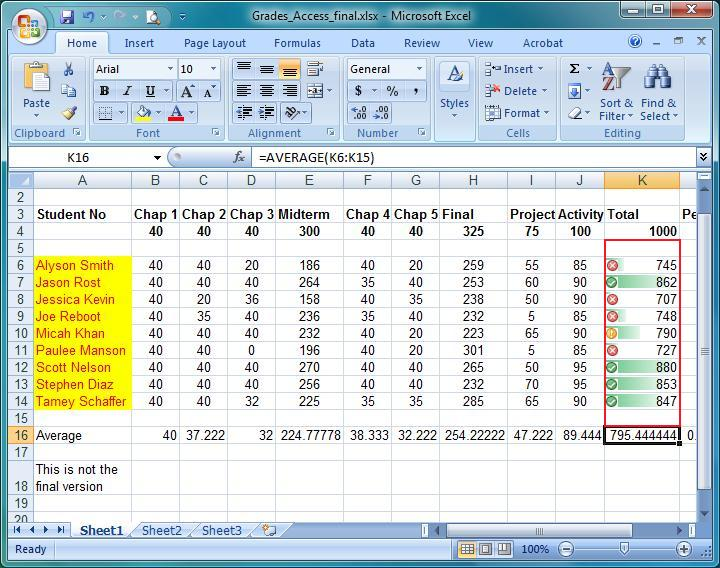 Grades_Access_final.xlsx - Microsoft Excel
Home Insert Page Layout Formulas Data Review View Acrobat
Arial 10 General Insert Σ
Paste B I U A A $ % , Styles Delete Sort & Filter Find & Select
A .00 .0 Format
Clipboard Font Alignment Number Cells Editing
K16 fx =AVERAGE(K6:K15)
A B C D E F G H I J K
2
3 Student No Chap 1 Chap 2 Chap 3 Midterm Chap 4 Chap 5 Final Project Activity Total Pe
4 40 40 40 300 40 40 325 75 100 1000
5
6 Alyson Smith 40 40 20 186 40 20 259 55 85 745
7 Jason Rost 40 40 40 264 35 40 253 60 90 862
8 Jessica Kevin 40 20 36 158 40 35 238 50 90 707
9 Joe Reboot 40 35 40 236 35 40 232 5 85 748
10 Micah Khan 40 40 40 232 40 20 223 65 90 790
11 Paulee Manson 40 40 0 196 40 20 301 5 85 727
12 Scott Nelson 40 40 40 270 40 40 265 50 95 880
13 Stephen Diaz 40 40 40 256 40 40 232 70 95 853
14 Tamey Schaffer 40 40 32 225 35 35 285 65 90 847
15
16 Average 40 37.222 32 224.77778 38.333 32.222 254.22222 47.222 89.444 795.444444 0.
17
This is not the
18 final version
19
20
Sheet1 Sheet2 Sheet3
Ready 100%